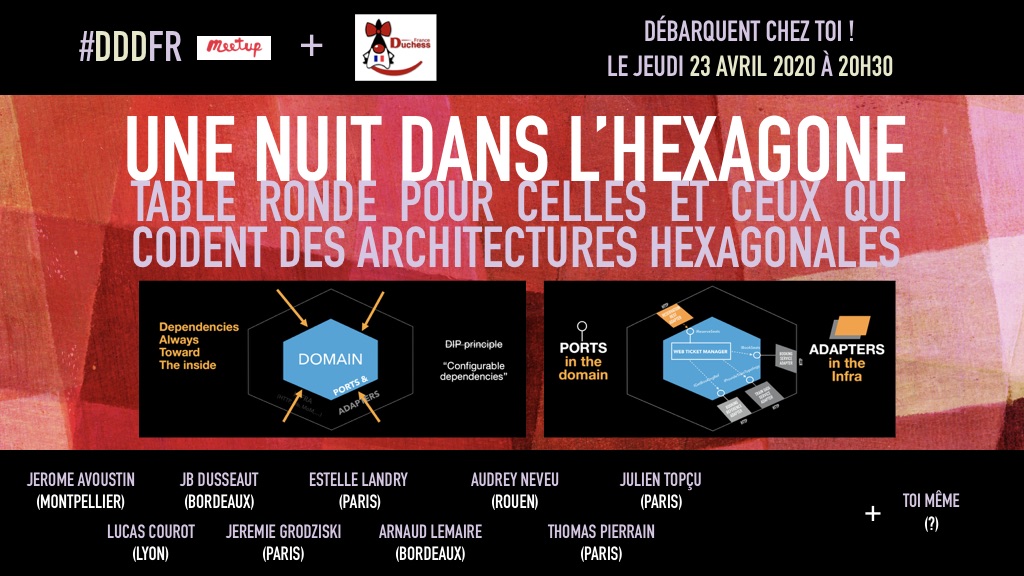 #DDDFR meetup + France Duchess
DÉBARQUENT CHEZ TOI !
LE JEUDI 23 AVRIL 2020 À 20H30
UNE NUIT DANS L'HEXAGONE
TABLE RONDE POUR CELLES ET CEUX QUI
CODENT DES ARCHITECTURES HEXAGONALES
Dependencies
Always
Toward
The inside
DOMAIN
PORTS &
ADAPTERS
DIP principle
“Configurable
dependencies”
PORTS
in the
domain
WEB TICKET MANAGER
ADAPTERS
in the
Infra
JEROME AVOUSTIN
(MONTPELLIER)
JB DUSSEAUT
(BORDEAUX)
ESTELLE LANDRY
(PARIS)
AUDREY NEVEU
(ROUEN)
JULIEN TOPÇU
(PARIS)
LUCAS COUROT
(LYON)
JEREMIE GRODZISKI
(PARIS)
ARNAUD LEMAIRE
(BORDEAUX)
THOMAS PIERRAIN
(PARIS)
+ TOI MÊME
(?)